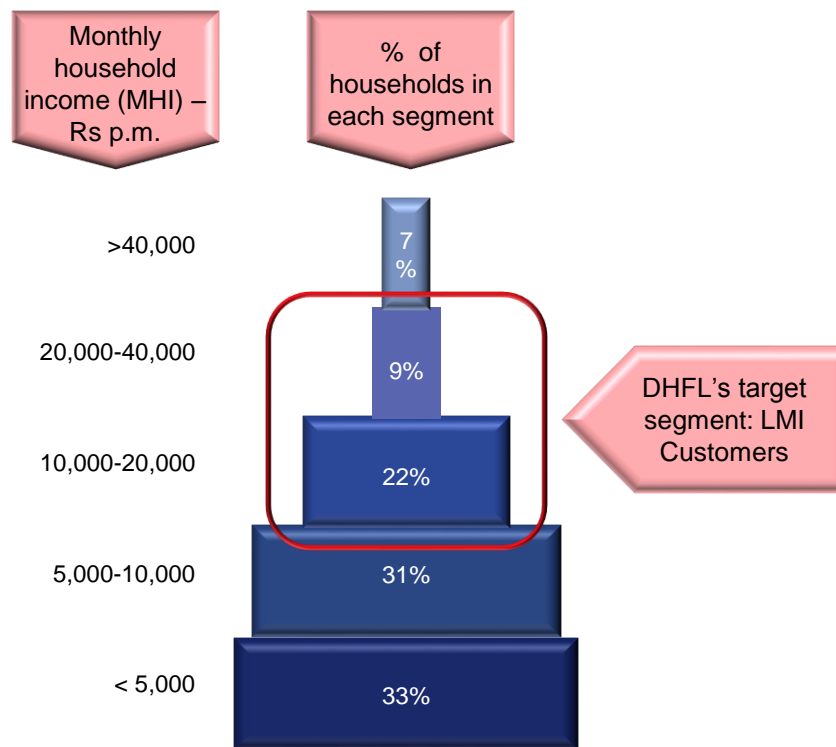 Monthly
household
income (MHI) –
Rs p.m.
% of
households in
each segment
>40,000
7
%
20,000-40,000
9%
DHFL's target
segment: LMI
Customers
10,000-20,000
22%
5,000-10,000
31%
< 5,000
33%